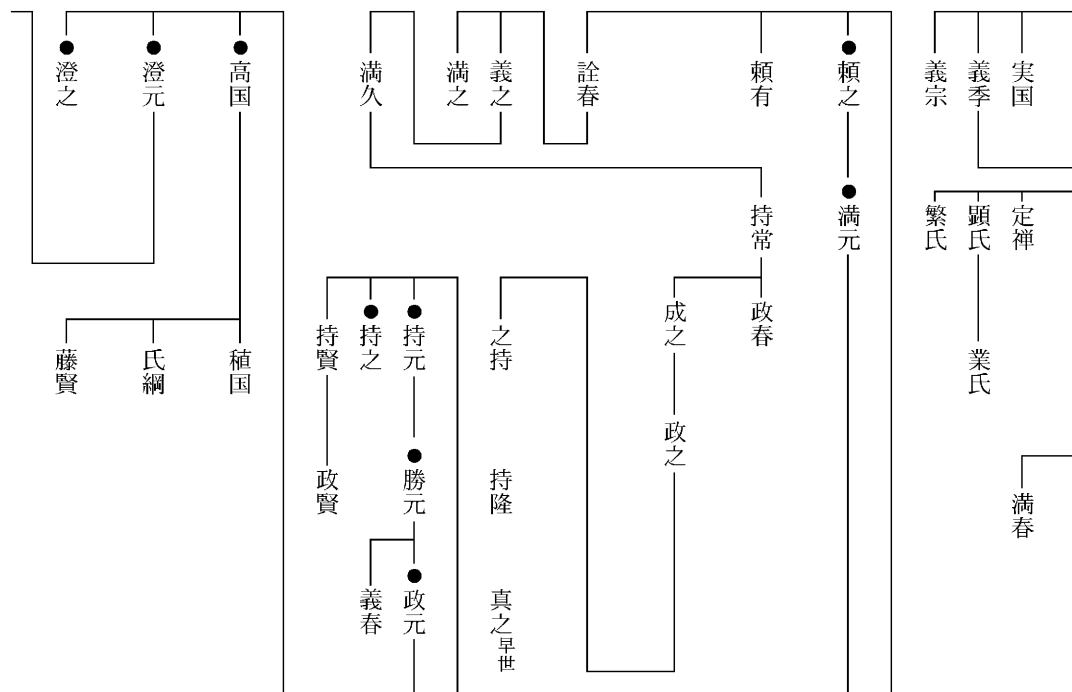 実国
義季
義宗
定禅
顕氏
繁氏
業氏
満春
●頼之
頼有
詮春
義之
満之
満久
●満元
持常
政春
成之
政之
之持
持隆
真之早世
●持元
●持之
持賢
●勝元
政賢
●政元
義春
●高国
●澄元
●澄之
稙国
氏綱
藤賢